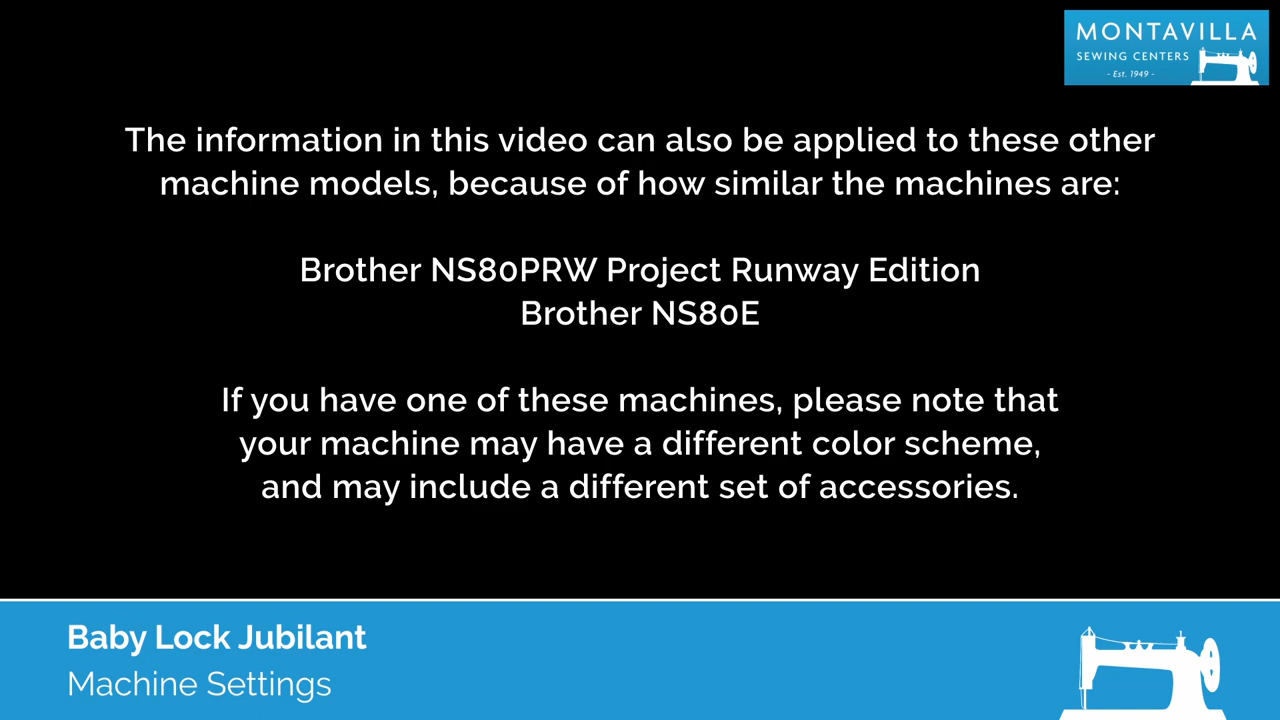 MONTAVILLA
SEWING CENTERS
- Est. 1949 -
The information in this video can also be applied to these other
machine models, because of how similar the machines are:
Brother NS80PRW Project Runway Edition
Brother NS80E
If you have one of these machines, please note that
your machine may have a different color scheme,
and may include a different set of accessories.
Baby Lock Jubilant
Machine Settings